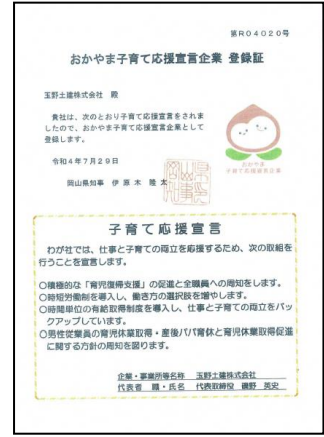 第R04020号
おかやま子育て応援宣言企業 登録証
玉野土建株式会社 殿
貴社は、次のとおり子育て応援宣言をされま
したので、おかやま子育て応援宣言企業として
登録します。
令和4年7月29日
岡山県知事 伊原木 隆太
おかやま
子育て応援宣言企業
子育て応援宣言
わが社では、仕事と子育ての両立を応援するため、次の取組を
行うことを宣言します。
○積極的な「育児復帰支援」の促進と全職員への周知をします。
○時短労働制を導入し、働き方の選択肢を増やします。
○時間単位の有給取得制度を導入し、仕事と子育ての両立をバッ
クアップしています。
○男性従業員の育児休業取得・産後パパ育休と育児休業取得促進
に関する方針の周知を図ります。
企業・事業所等名称 玉野土建株式会社
代表者 職・氏名 代表取締役 磯野 英史